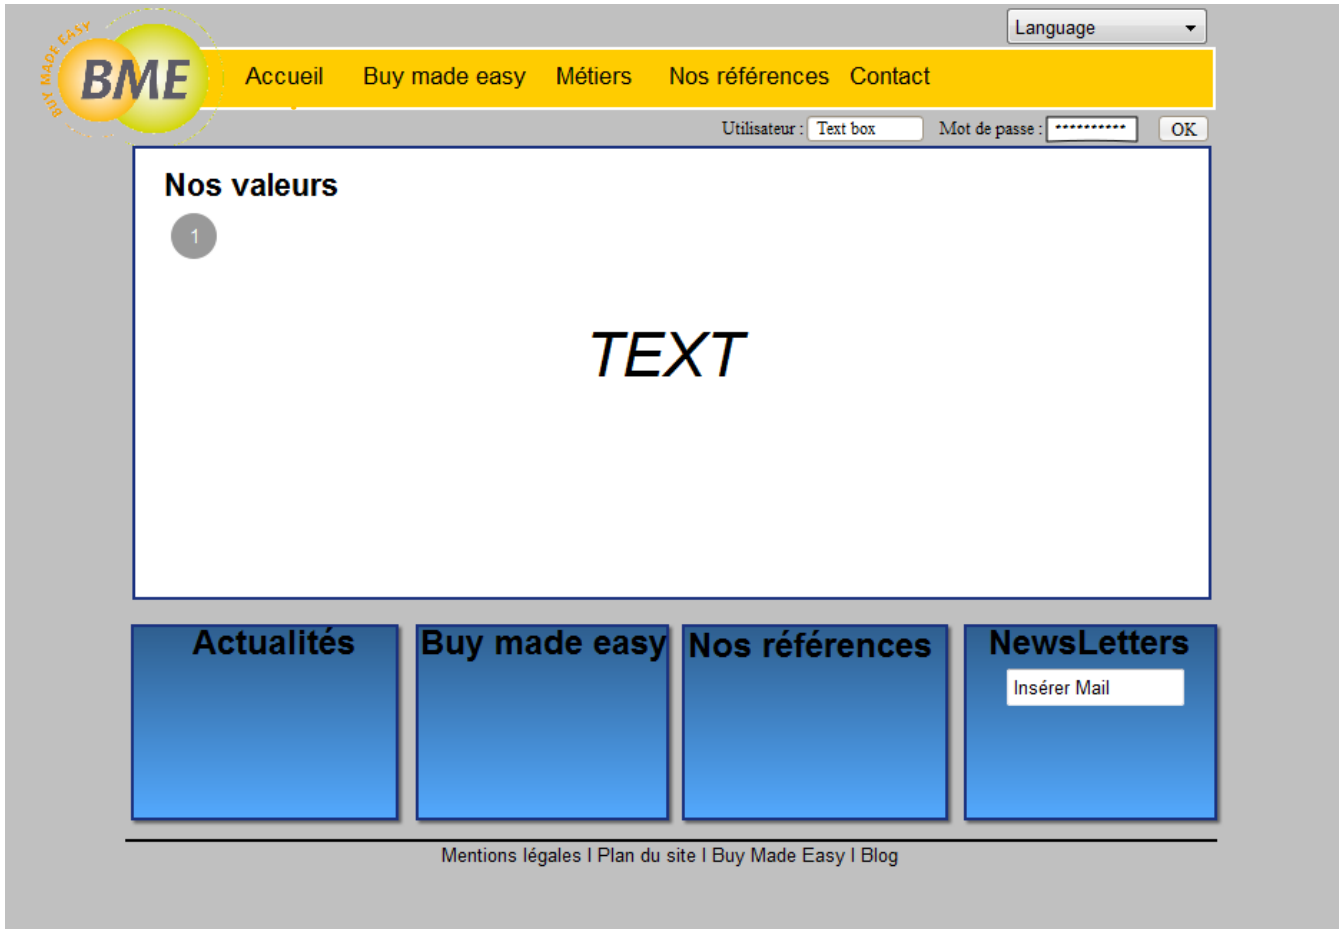 Language
BUY MADE EASY
BME
Accueil Buy made easy Métiers Nos références Contact
Utilisateur : Text box Mot de passe : ********** OK
Nos valeurs
1
TEXT
Actualités Buy made easy Nos références NewsLetters
Insérer Mail
Mentions légales I Plan du site I Buy Made Easy I Blog